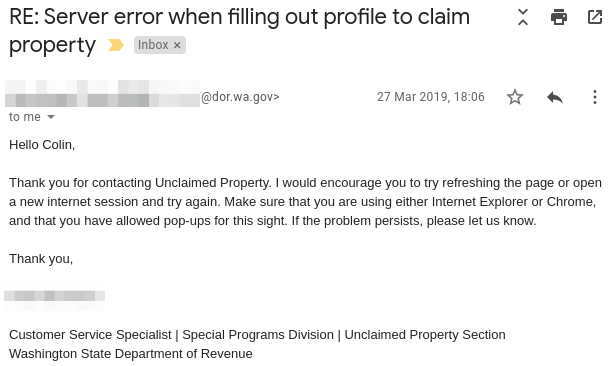 RE: Server error when filling out profile to claim
property
Inbox ×
@dor.wa.gov>
27 Mar 2019, 18:06
to me
Hello Colin,
Thank you for contacting Unclaimed Property. I would encourage you to try refreshing the page or open
a new internet session and try again. Make sure that you are using either Internet Explorer or Chrome,
and that you have allowed pop-ups for this sight. If the problem persists, please let us know.
Thank you,
Customer Service Specialist | Special Programs Division | Unclaimed Property Section
Washington State Department of Revenue